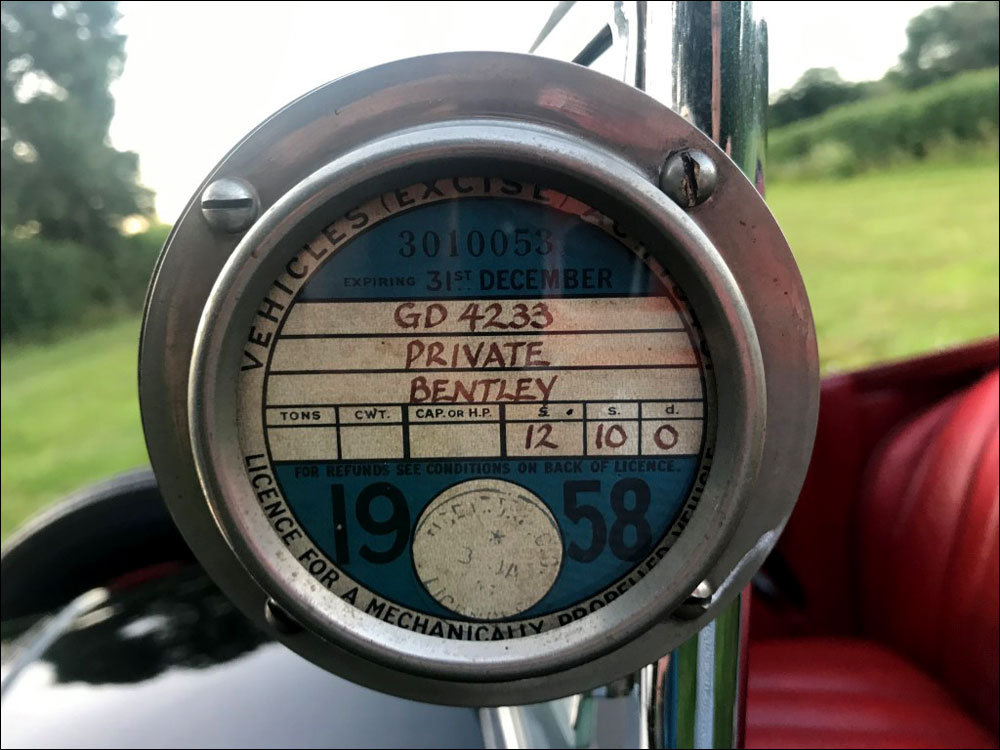 VEHICLES (EXCISE) ACT
3010053
EXPIRING 31ST DECEMBER
GD 4233
PRIVATE
BENTLEY
TONS CWT. CAP. OR H.P. £. s. d.
12 10 0
FOR REFUNDS SEE CONDITIONS ON BACK OF LICENCE.
19 58
LICENCE FOR A MECHANICALLY PROPELLED VEHICLE